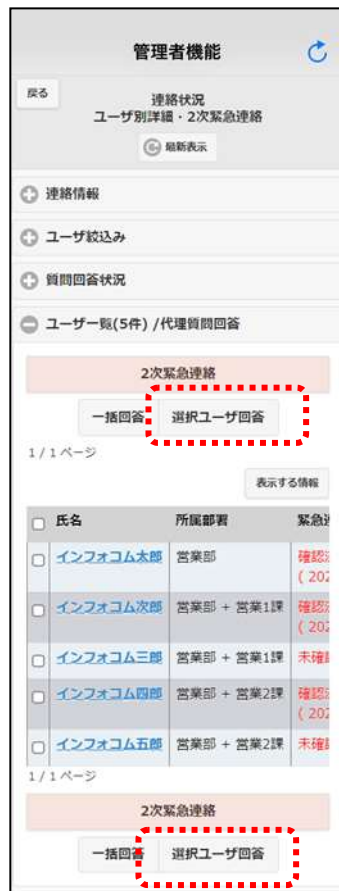 管理者機能
戻る
連絡状況
ユーザ別詳細・2次緊急連絡
最新表示
連絡情報
ユーザ絞込み
質問回答状況
ユーザ一覧(5件) /代理質問回答
2次緊急連絡
一括回答 選択ユーザ回答
1 / 1 ページ
表示する情報
氏名 所属部署 緊急
インフォコム太郎 営業部 確認
( 202
インフォコム次郎 営業部 + 営業1課 確認
( 202
インフォコム三郎 営業部 + 営業1課 未確
インフォコム四郎 営業部 + 営業2課 確認
( 202
インフォコム五郎 営業部 + 営業2課 未確
1 / 1 ページ
2次緊急連絡
一括回答 選択ユーザ回答